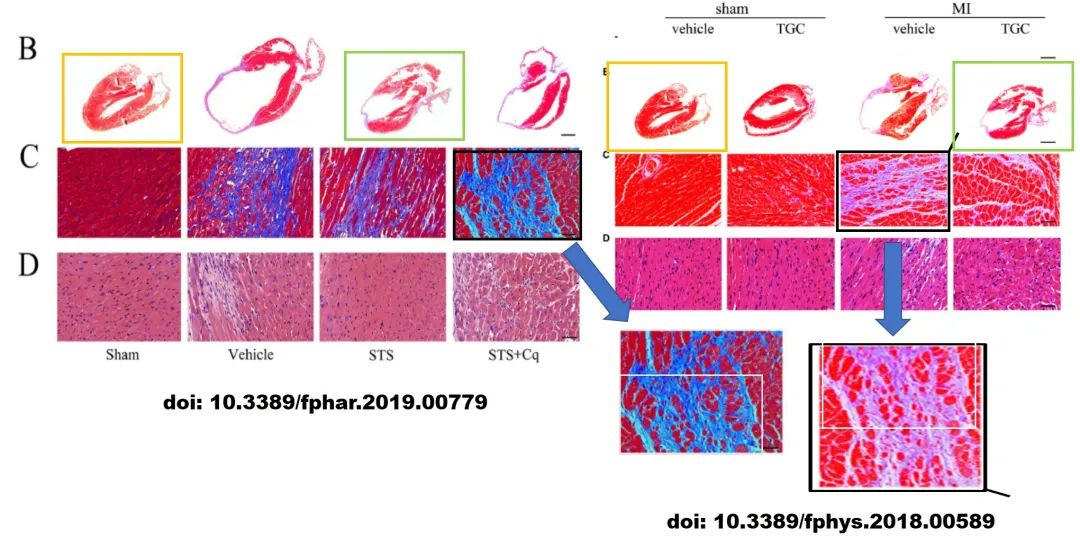 sham MI
vehicle TGC vehicle TGC
B
C
D
Sham Vehicle STS STS+Cq
C
D
doi: 10.3389/fphar.2019.00779
doi: 10.3389/fphys.2018.00589